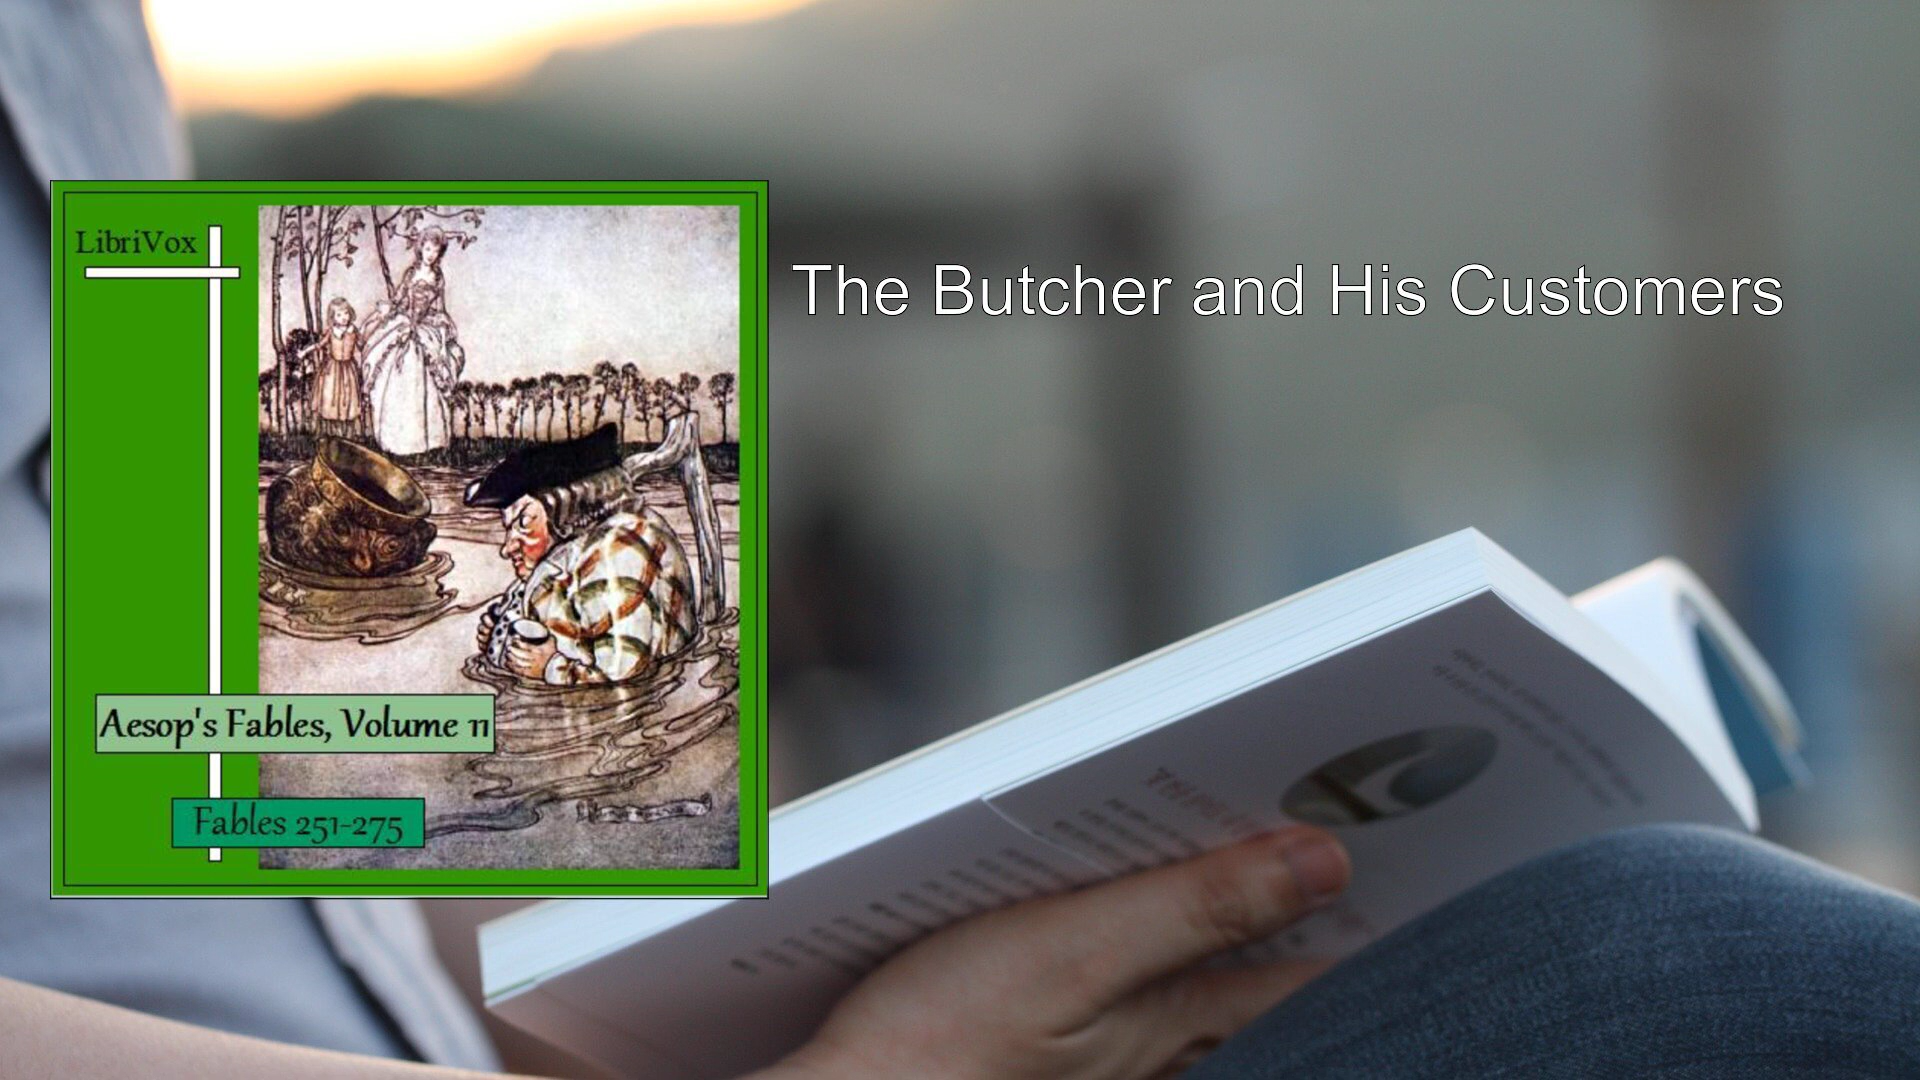 LibriVox
The Butcher and His Customers
Aesop's Fables, Volume 11
Fables 251-275